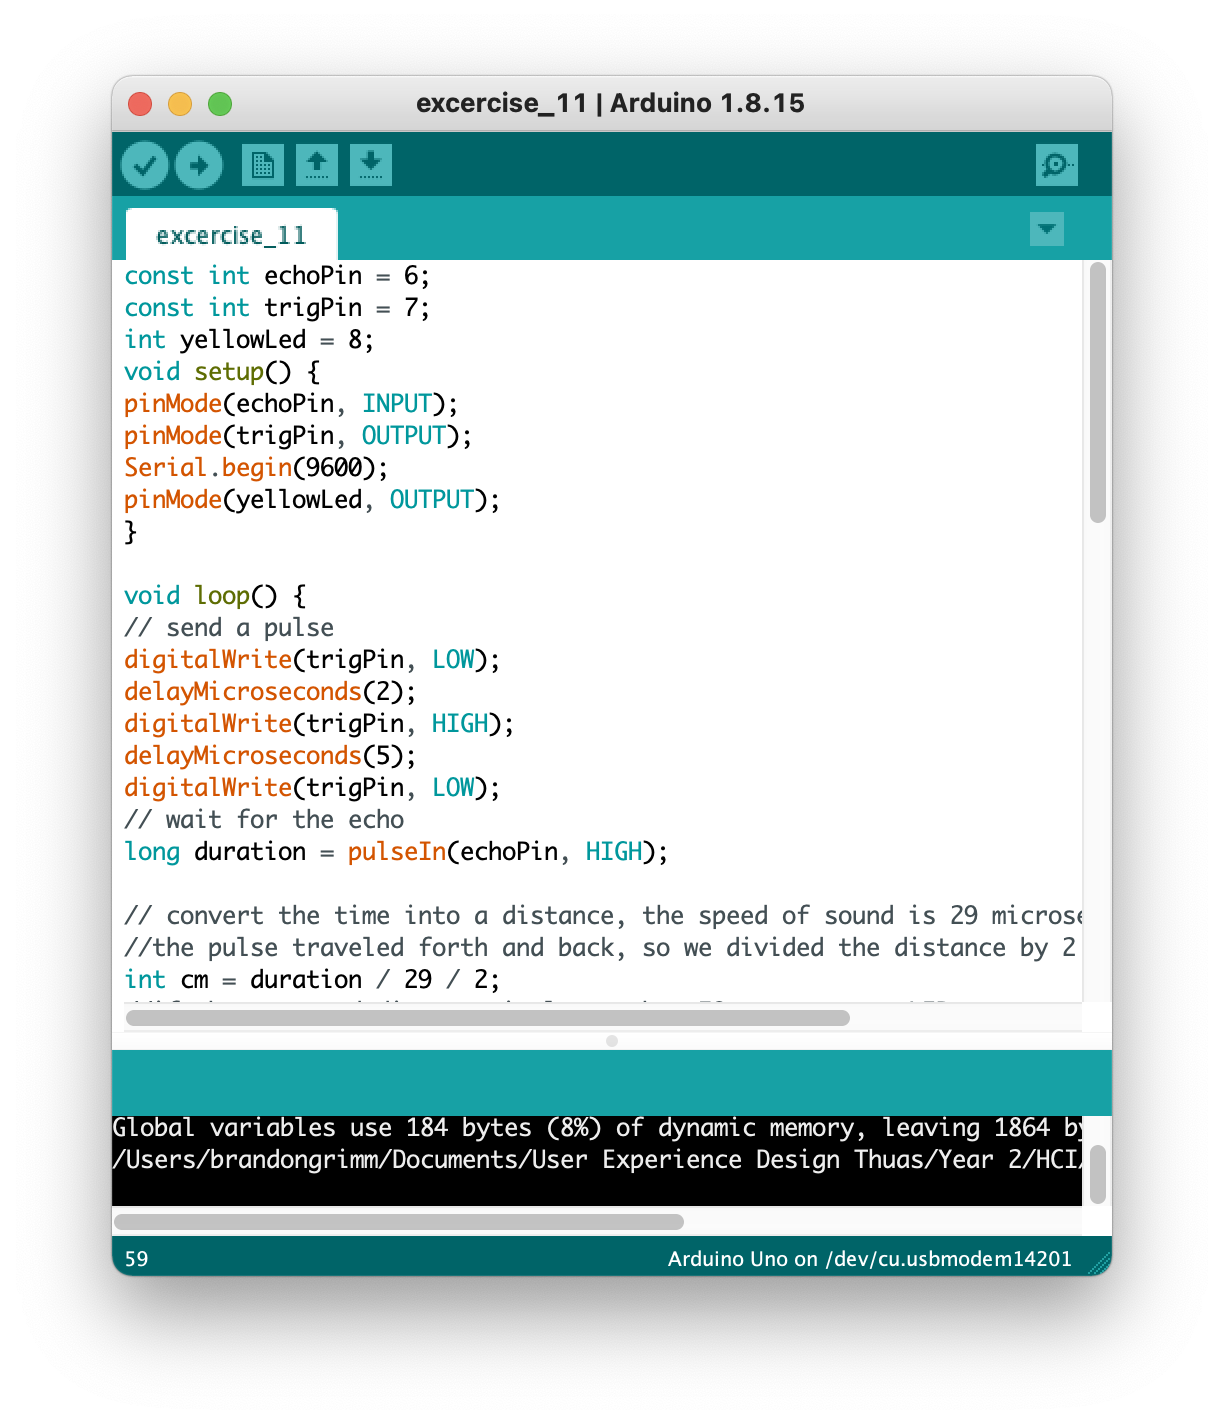 excercise_11 | Arduino 1.8.15
excercise_11
const int echoPin = 6;
const int trigPin = 7;
int yellowLed = 8;
void setup() {
pinMode(echoPin, INPUT);
pinMode(trigPin, OUTPUT);
Serial.begin(9600);
pinMode(yellowLed, OUTPUT);
}
void loop() {
// send a pulse
digitalWrite(trigPin, LOW);
delayMicroseconds(2);
digitalWrite(trigPin, HIGH);
delayMicroseconds(5);
digitalWrite(trigPin, LOW);
// wait for the echo
long duration = pulseIn(echoPin, HIGH);
// convert the time into a distance, the speed of sound is 29
//the pulse traveled forth and back, so we divided the distance by 2
int cm = duration / 29 / 2;
Global variables use 184 bytes (8%) of dynamic memory, leaving 1864
/Users/brandongrimm/Documents/User Experience Design Thuas/Year 2/HCI/
59
Arduino Uno on /dev/cu.usbmodem14201